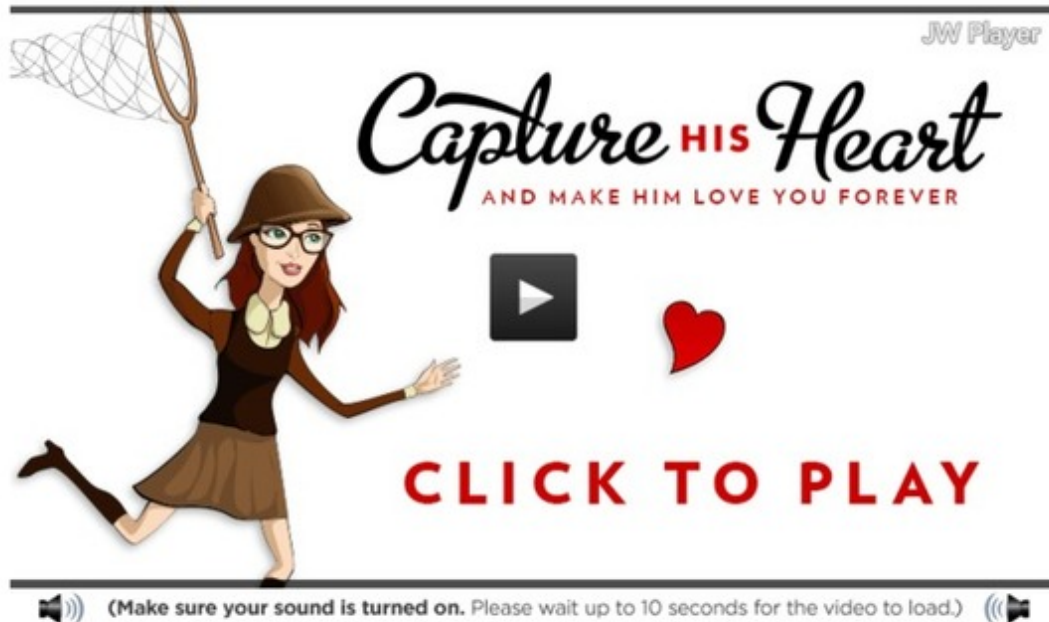 JW Player
Capture HIS Heart
AND MAKE HIM LOVE YOU FOREVER
CLICK TO PLAY
(Make sure your sound is turned on. Please wait up to 10 seconds for the video to load.)